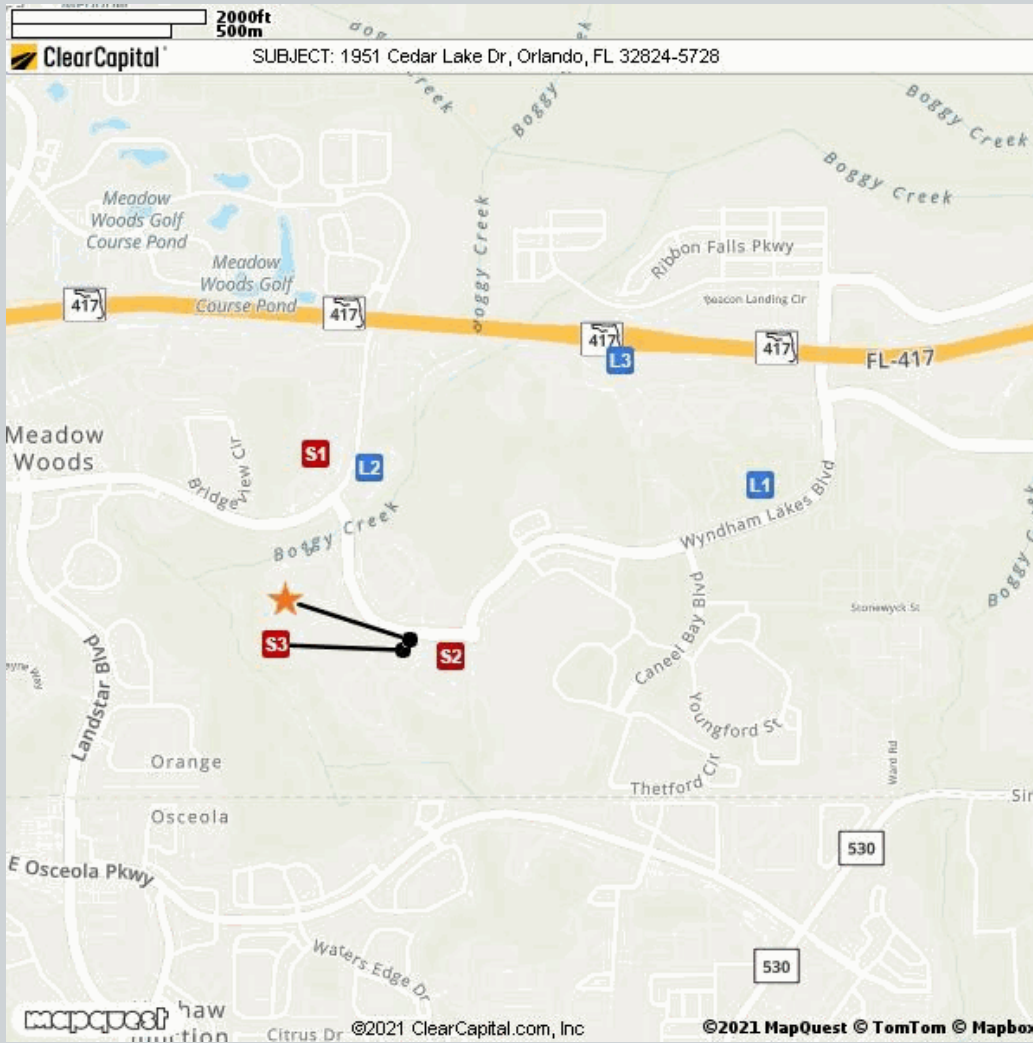 2000ft
500m
ClearCapital
SUBJECT: 1951 Cedar Lake Dr, Orlando, FL 32824-5728
Boggy Creek
Boggy
Boggy Creek
Boggy Creek
Meadow
Woods Golf
Course Pond
Boggy Creek
Ribbon Falls Pkwy
Meadow
Woods Golf
Course Pond
Beacon Landing Cir
417
417
417
417
FL-417
L3
Meadow
Woods
S1
L2
L1
Bridgeview Cir
Wyndham Lakes Blvd
Boggy Creek
Boggy Creek
Caneel Bay Blvd
Stonewyck St
S3
S2
Landstar Blvd
Youngford St
Orange
Ward Rd
Thetford Cir
Osceola
530
E Osceola Pkwy
Waters Edge Dr
530
mapquest
Citrus Dr
©2021 ClearCapital.com, Inc
©2021 MapQuest © TomTom © Mapbox